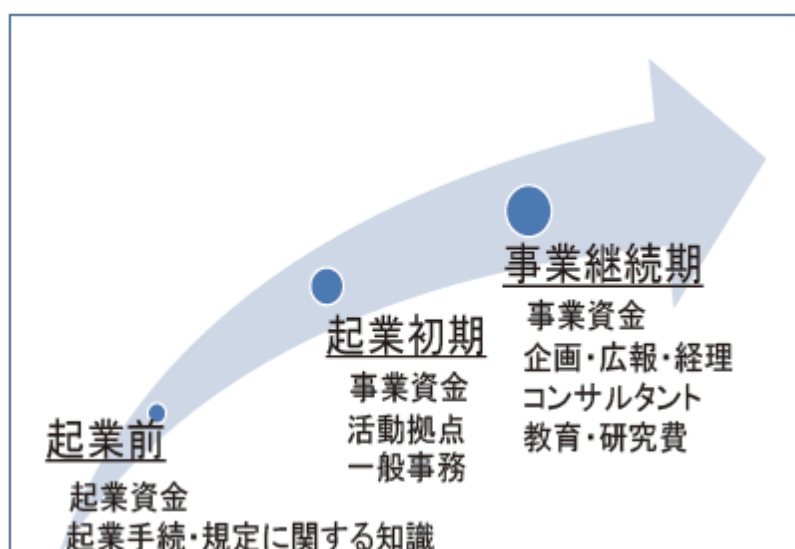 起業前
起業資金
起業手続・規定に関する知識
起業初期
事業資金
活動拠点
一般事務
事業継続期
事業資金
企画・広報・経理
コンサルタント
教育・研究費